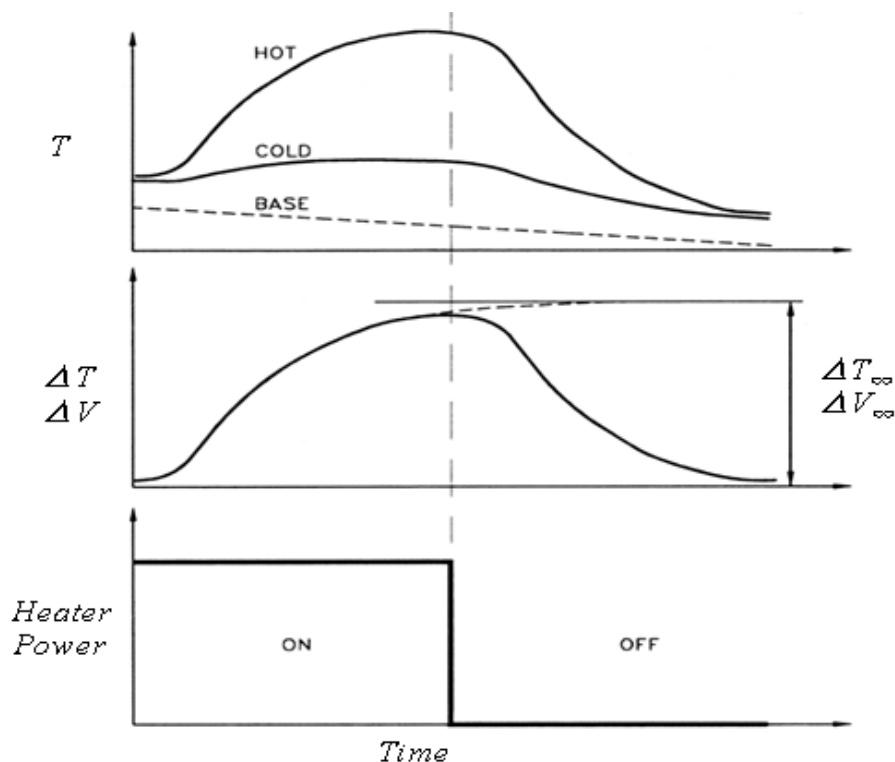 HOT
T
COLD
BASE
ΔT
ΔV
ΔT∞
ΔV∞
Heater
Power
ON
OFF
Time